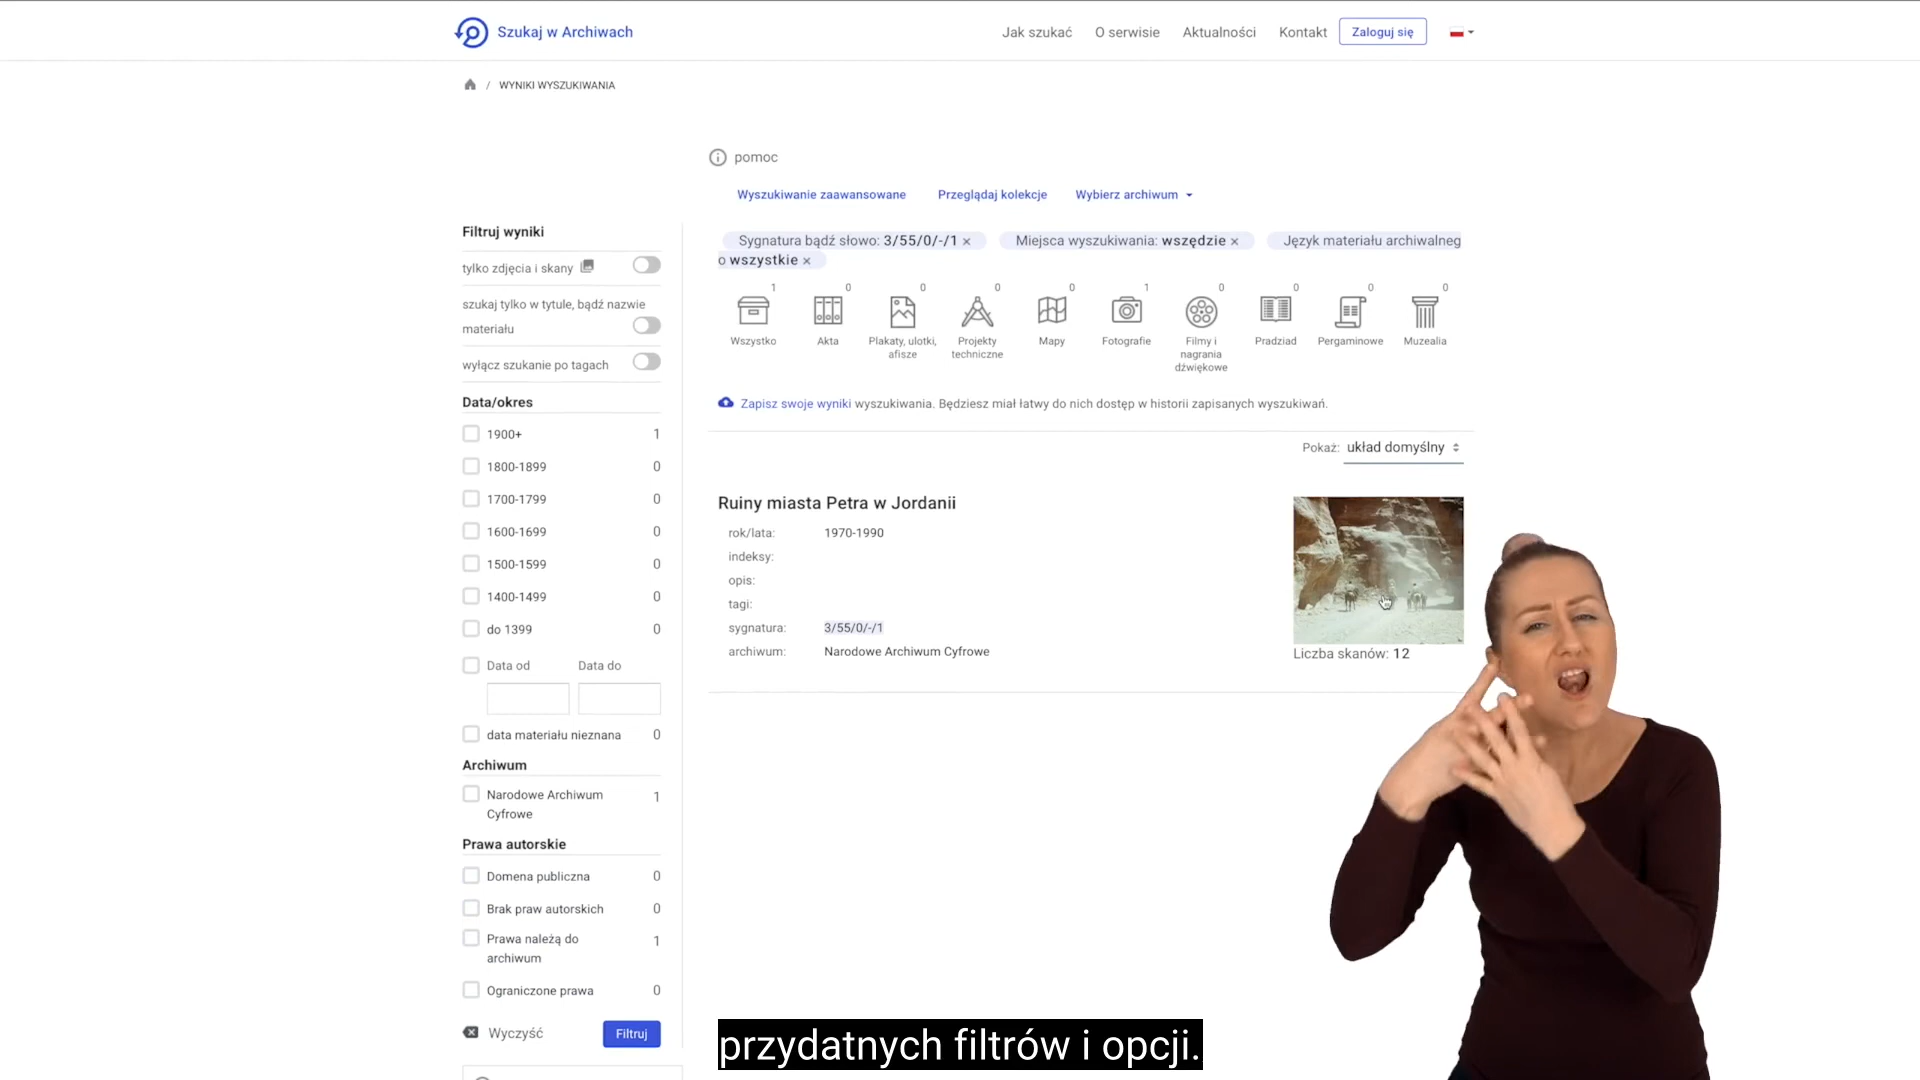 Szukaj w Archiwach
Jak szukać
O serwisie
Aktualności
Kontakt
Zaloguj się
/ WYNIKI WYSZUKIWANIA
pomoc
Wyszukiwanie zaawansowane
Przeglądaj kolekcje
Wybierz archiwum
Filtruj wyniki
tylko zdjęcia i skany
szukaj tylko w tytule, bądź nazwie
materiału
wyłącz szukanie po tagach
Data/okres
1900+ 1
1800-1899 0
1700-1799 0
1600-1699 0
1500-1599 0
1400-1499 0
do 1399 0
Data od Data do
data materiału nieznana 0
Archiwum
Narodowe Archiwum 1
Cyfrowe
Prawa autorskie
Domena publiczna 0
Brak praw autorskich 0
Prawa należą do 1
archiwum
Ograniczone prawa 0
Wyczyść
Filtruj
Sygnatura bądź słowo: 3/55/0/-/1 ×
Miejsca wyszukiwania: wszędzie ×
Język materiału archiwalneg
o wszystkie ×
1 0 0 0 0 1 0 0 0 0
Wszystko
Akta
Plakaty, ulotki,
afisze
Projekty
techniczne
Mapy
Fotografie
Filmy i
nagrania
dźwiękowe
Pradziad
Pergaminowe
Muzealia
Zapisz swoje wyniki wyszukiwania. Będziesz miał łatwy do nich dostęp w historii zapisanych wyszukiwań.
Pokaż: układ domyślny
Ruiny miasta Petra w Jordanii
rok/lata: 1970-1990
indeksy:
opis:
tagi:
sygnatura: 3/55/0/-/1
archiwum: Narodowe Archiwum Cyfrowe
Liczba skanów: 12
przydatnych filtrów i opcji.